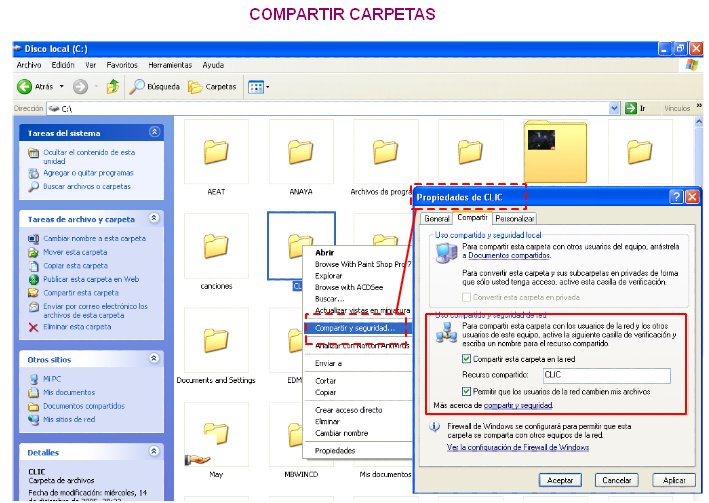 COMPARTIR CARPETAS
Disco local (C:)
Archivo Edición Ver Favoritos Herramientas Ayuda
Atrás Búsqueda Carpetas
Dirección C:\ Ir Vínculos »
Tareas del sistema
Ocultar el contenido de esta
unidad
Agregar o quitar programas
Buscar archivos o carpetas
Tareas de archivo y carpeta
Cambiar nombre a esta carpeta
Mover esta carpeta
Copiar esta carpeta
Publicar esta carpeta en Web
Compartir esta carpeta
Enviar por correo electrónico los
archivos de esta carpeta
Eliminar esta carpeta
Otros sitios
Mi PC
Mis documentos
Documentos compartidos
Mis sitios de red
Detalles
CLIC
Carpeta de archivos
Fecha de modificación: miércoles, 14
AEAT
ANAYA
Archivos de progra
canciones
CL
Documents and Settings
EDM
May
MBWINCD
Mis documentos
Abrir
Browse With Paint Shop Pro 7
Explorar
Browse with ACDSee
Buscar...
Actualizar vistas en miniatura
Compartir y seguridad...
Analizar con Norton Antivirus
Enviar a
Cortar
Copiar
Crear acceso directo
Eliminar
Cambiar nombre
Propiedades
Propiedades de CLIC
General Compartir Personalizar
Uso compartido y seguridad local
Para compartir esta carpeta con otros usuarios del equipo, arrástrela
a Documentos compartidos.
Para convertir esta carpeta y sus subcarpetas en privadas de forma
que sólo usted tenga acceso, active esta casilla de verificación.
Convertir esta carpeta en privada
Uso compartido y seguridad de red
Para compartir esta carpeta con los usuarios de la red y los otros
usuarios de este equipo, active la siguiente casilla de verificación y
escriba un nombre para el recurso compartido.
Compartir esta carpeta en la red
Recurso compartido: CLIC
Permitir que los usuarios de la red cambien mis archivos
Más acerca de compartir y seguridad.
Firewall de Windows se configurará para permitir que esta
carpeta se comparta con otros equipos de la red.
Ver la configuración de Firewall de Windows
Aceptar Cancelar Aplicar